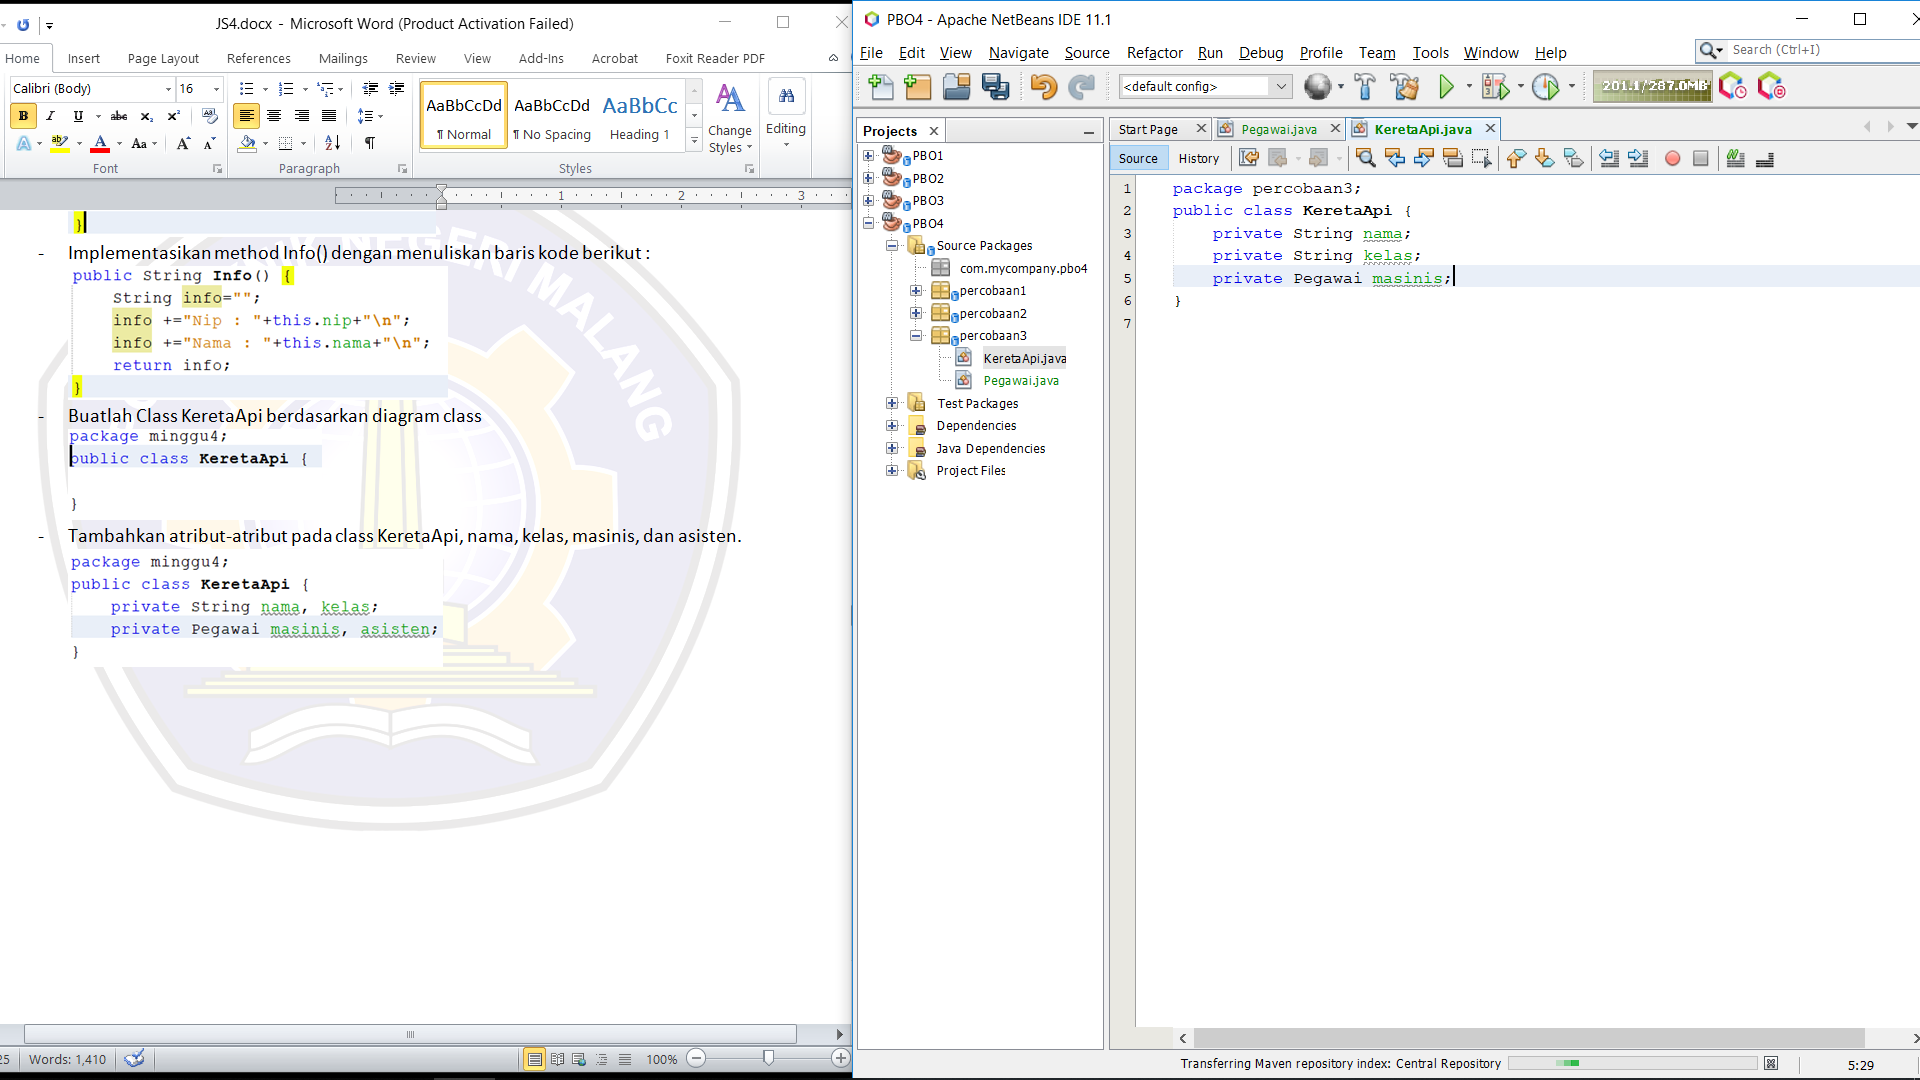 JS4.docx - Microsoft Word (Product Activation Failed)
Home Insert Page Layout References Mailings Review View Add-Ins Acrobat Foxit Reader PDF
Calibri (Body) 16
AaBbCcDd AaBbCcDd AaBbCc
¶ Normal ¶ No Spacing Heading 1
Change Styles
Editing
Font Paragraph Styles
1 2 3
}
- Implementasikan method Info() dengan menuliskan baris kode berikut :
public String Info() {
String info="";
info +="Nip : "+this.nip+"\n";
info +="Nama : "+this.nama+"\n";
return info;
}
- Buatlah Class KeretaApi berdasarkan diagram class
package minggu4;
public class KeretaApi {
}
- Tambahkan atribut-atribut pada class KeretaApi, nama, kelas, masinis, dan asisten.
package minggu4;
public class KeretaApi {
private String nama, kelas;
private Pegawai masinis, asisten;
}
MALANG
25 Words: 1,410
100%
PBO4 - Apache NetBeans IDE 11.1
File Edit View Navigate Source Refactor Run Debug Profile Team Tools Window Help
Search (Ctrl+I)
<default config>
201.1/287.0MB
Projects
PBO1
PBO2
PBO3
PBO4
Source Packages
com.mycompany.pbo4
percobaan1
percobaan2
percobaan3
KeretaApi.java
Pegawai.java
Test Packages
Dependencies
Java Dependencies
Project Files
Start Page Pegawai.java KeretaApi.java
Source History
1 package percobaan3;
2 public class KeretaApi {
3 private String nama;
4 private String kelas;
5 private Pegawai masinis;
6 }
7
Transferring Maven repository index: Central Repository
5:29